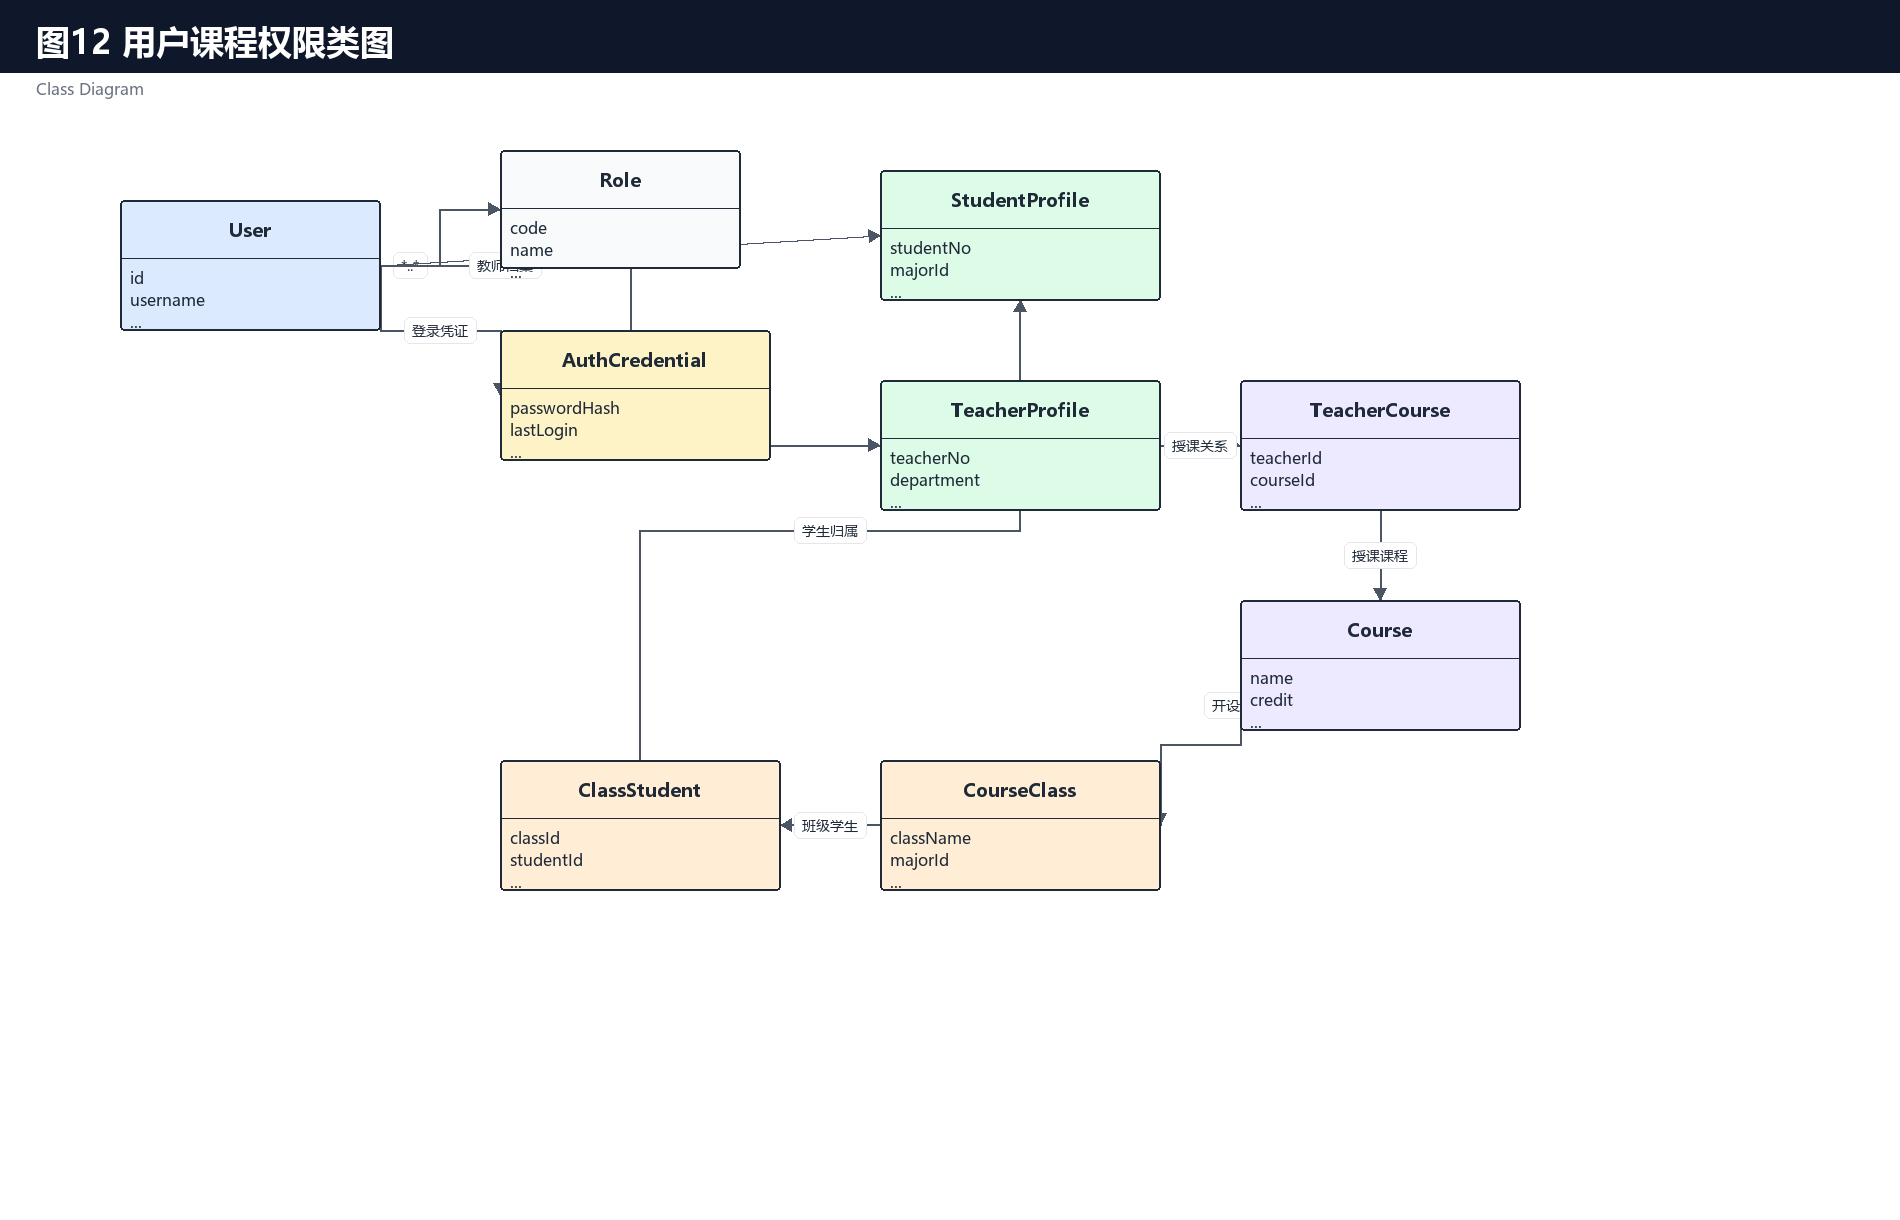 图12 用户课程权限类图
Class Diagram
User
id
username
...
Role
code
name
...
StudentProfile
studentNo
majorId
...
教师
登录凭证
AuthCredential
passwordHash
lastLogin
...
TeacherProfile
teacherNo
department
...
授课关系
TeacherCourse
teacherId
courseId
...
学生归属
授课课程
Course
name
credit
...
开设
ClassStudent
classId
studentId
...
班级学生
CourseClass
className
majorId
...